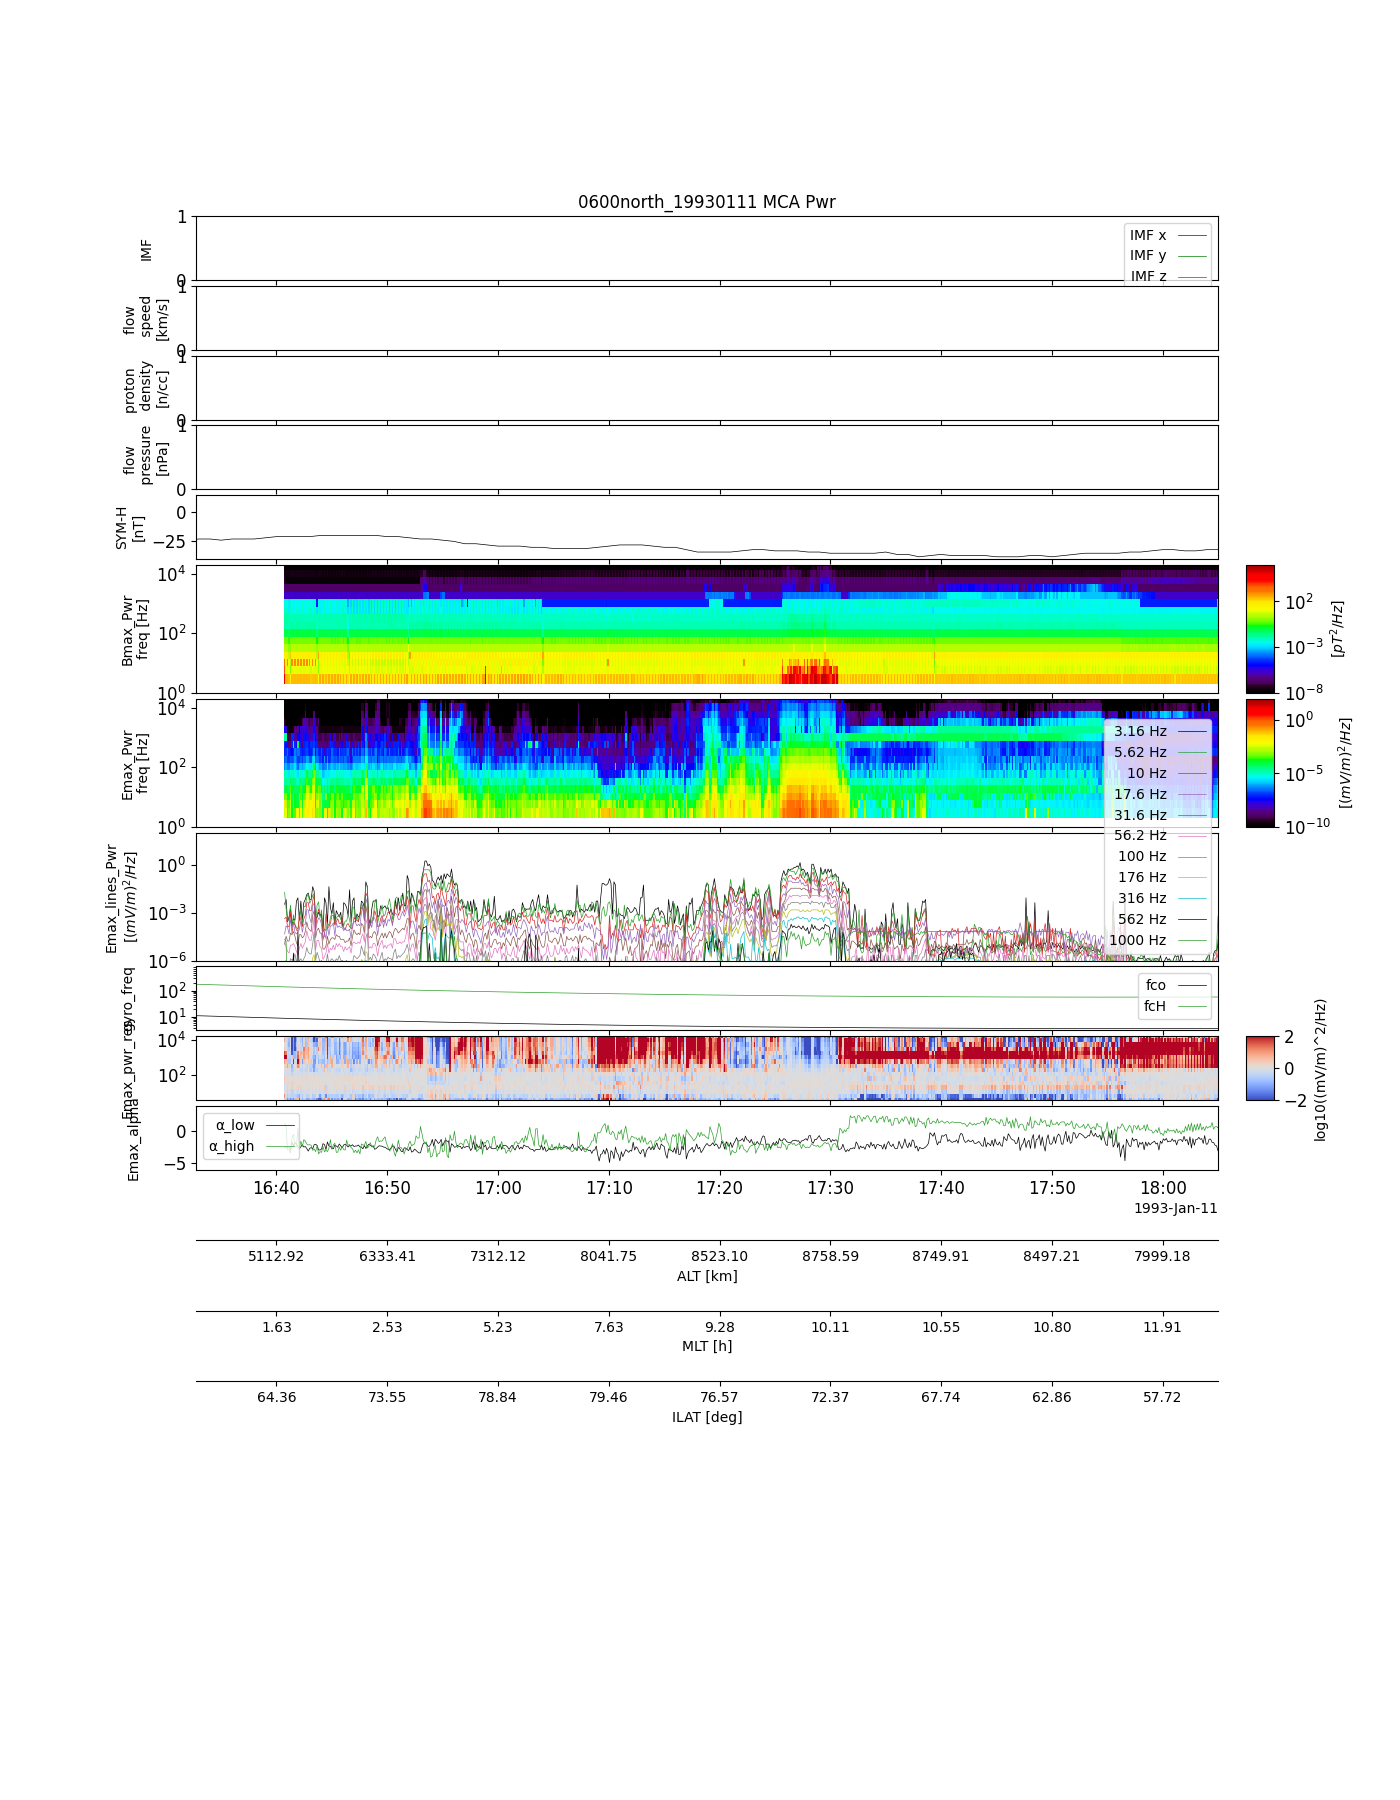 0600north_19930111 MCA Pwr
1
0
IMF
IMF x
IMF y
IMF z
1
0
flow
speed
[km/s]
1
0
proton
density
[n/cc]
1
0
flow
pressure
[nPa]
0
−25
SYM-H
[nT]
10^4
10^2
10^0
Bmax_Pwr
freq [Hz]
10^2
10^−3
10^−8
[pT^2/Hz]
10^4
10^2
10^0
Emax_Pwr
freq [Hz]
10^0
10^−5
10^−10
[(mV/m)^2/Hz]
3.16 Hz
5.62 Hz
10 Hz
17.6 Hz
31.6 Hz
56.2 Hz
100 Hz
176 Hz
316 Hz
562 Hz
1000 Hz
10^0
10^−3
10^−6
Emax_lines_Pwr
[(mV/m)^2/Hz]
10^2
10^1
gyro_freq
fco
fcH
10^4
10^2
Emax_pwr_reg
2
0
−2
log10((mV/m)^2/Hz)
0
−5
Emax_alpha
α_low
α_high
16:40 16:50 17:00 17:10 17:20 17:30 17:40 17:50 18:00
1993-Jan-11
5112.92 6333.41 7312.12 8041.75 8523.10 8758.59 8749.91 8497.21 7999.18
ALT [km]
1.63 2.53 5.23 7.63 9.28 10.11 10.55 10.80 11.91
MLT [h]
64.36 73.55 78.84 79.46 76.57 72.37 67.74 62.86 57.72
ILAT [deg]